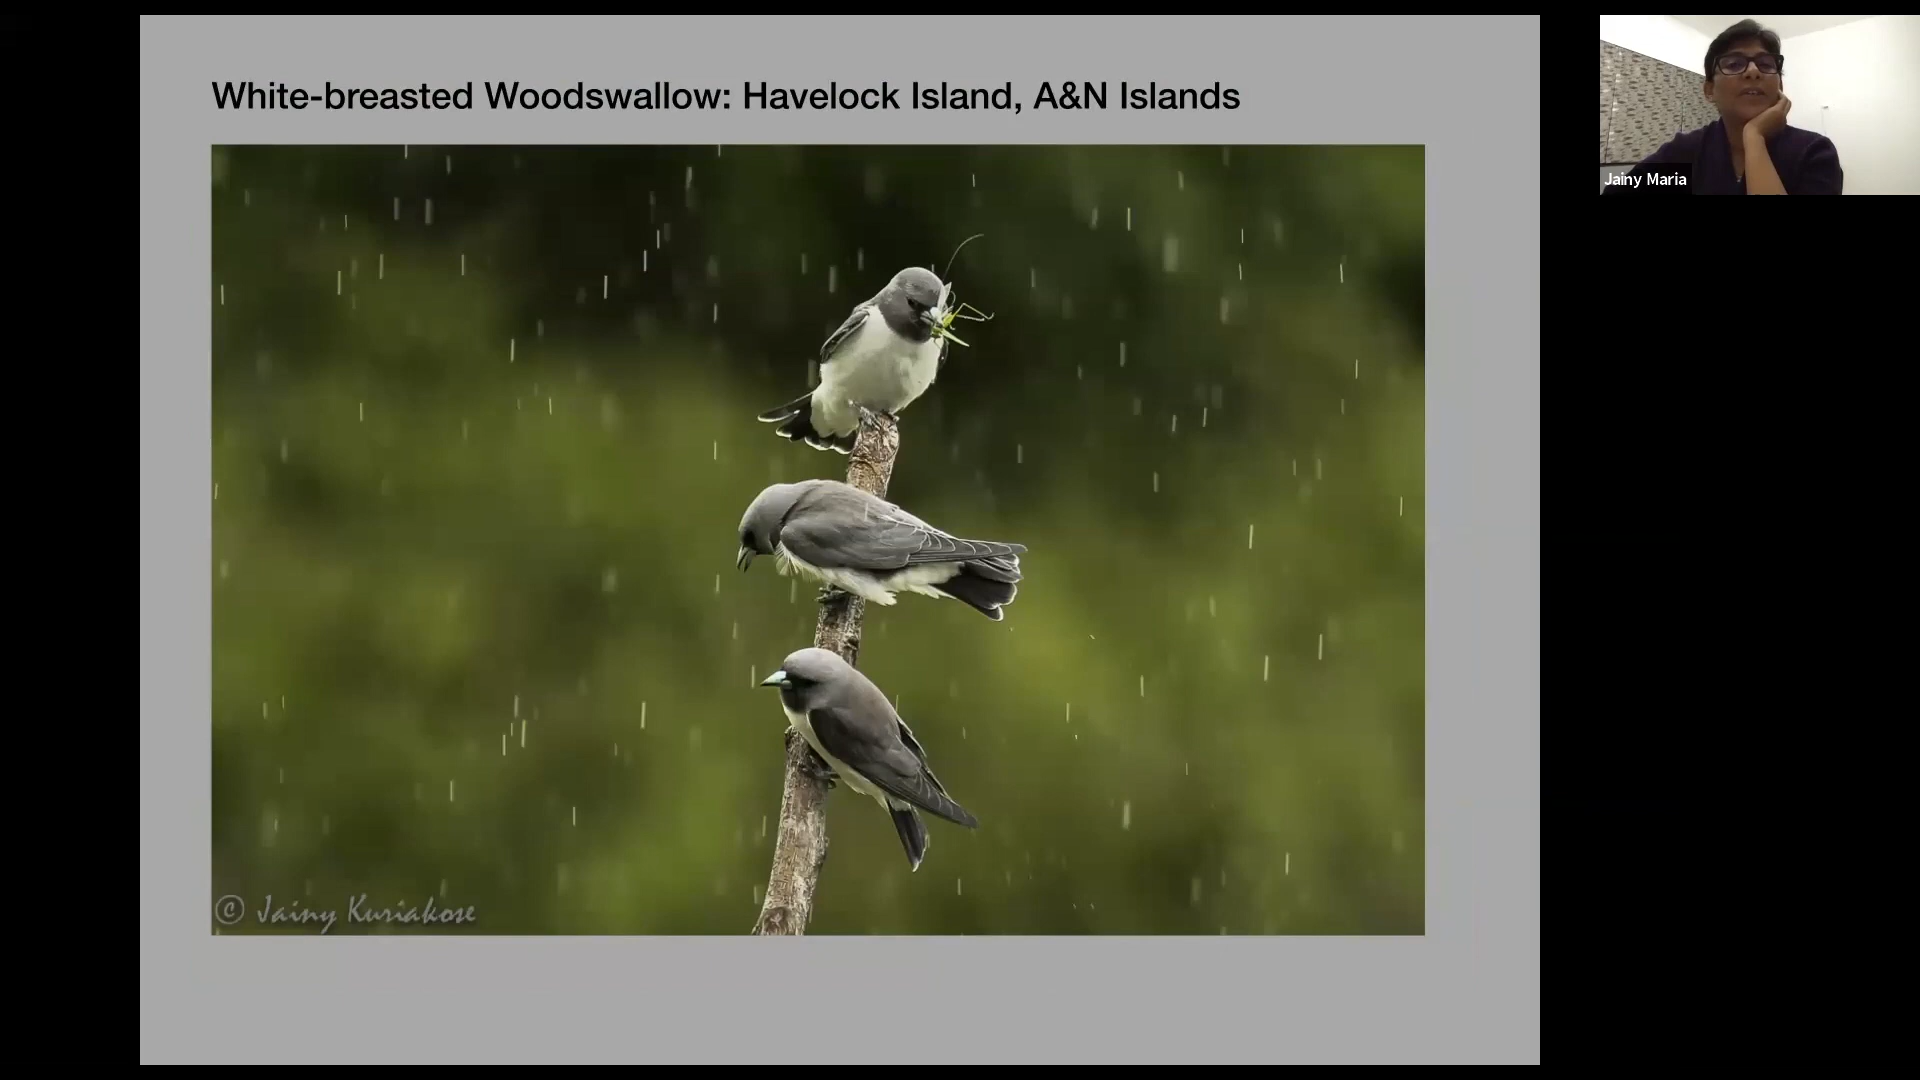 White-breasted Woodswallow: Havelock Island, A&N Islands
Jainy Maria
© Jainy Kuriakose